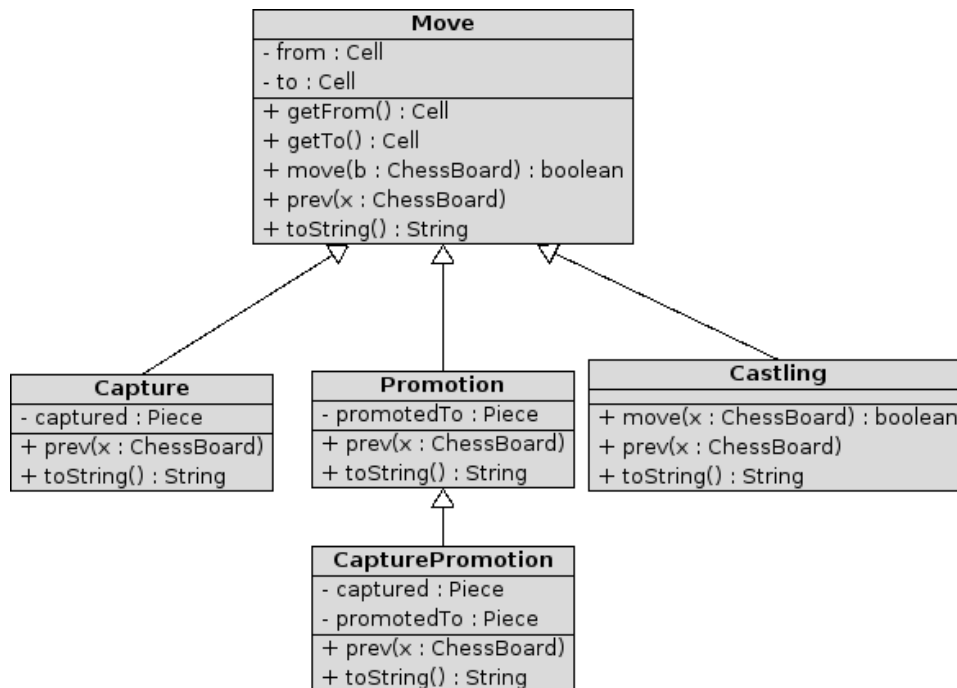 Move
- from : Cell
- to : Cell
+ getFrom() : Cell
+ getTo() : Cell
+ move(b : ChessBoard) : boolean
+ prev(x : ChessBoard)
+ toString() : String
Capture
- captured : Piece
+ prev(x : ChessBoard)
+ toString() : String
Promotion
- promotedTo : Piece
+ prev(x : ChessBoard)
+ toString() : String
Castling
+ move(x : ChessBoard) : boolean
+ prev(x : ChessBoard)
+ toString() : String
CapturePromotion
- captured : Piece
- promotedTo : Piece
+ prev(x : ChessBoard)
+ toString() : String